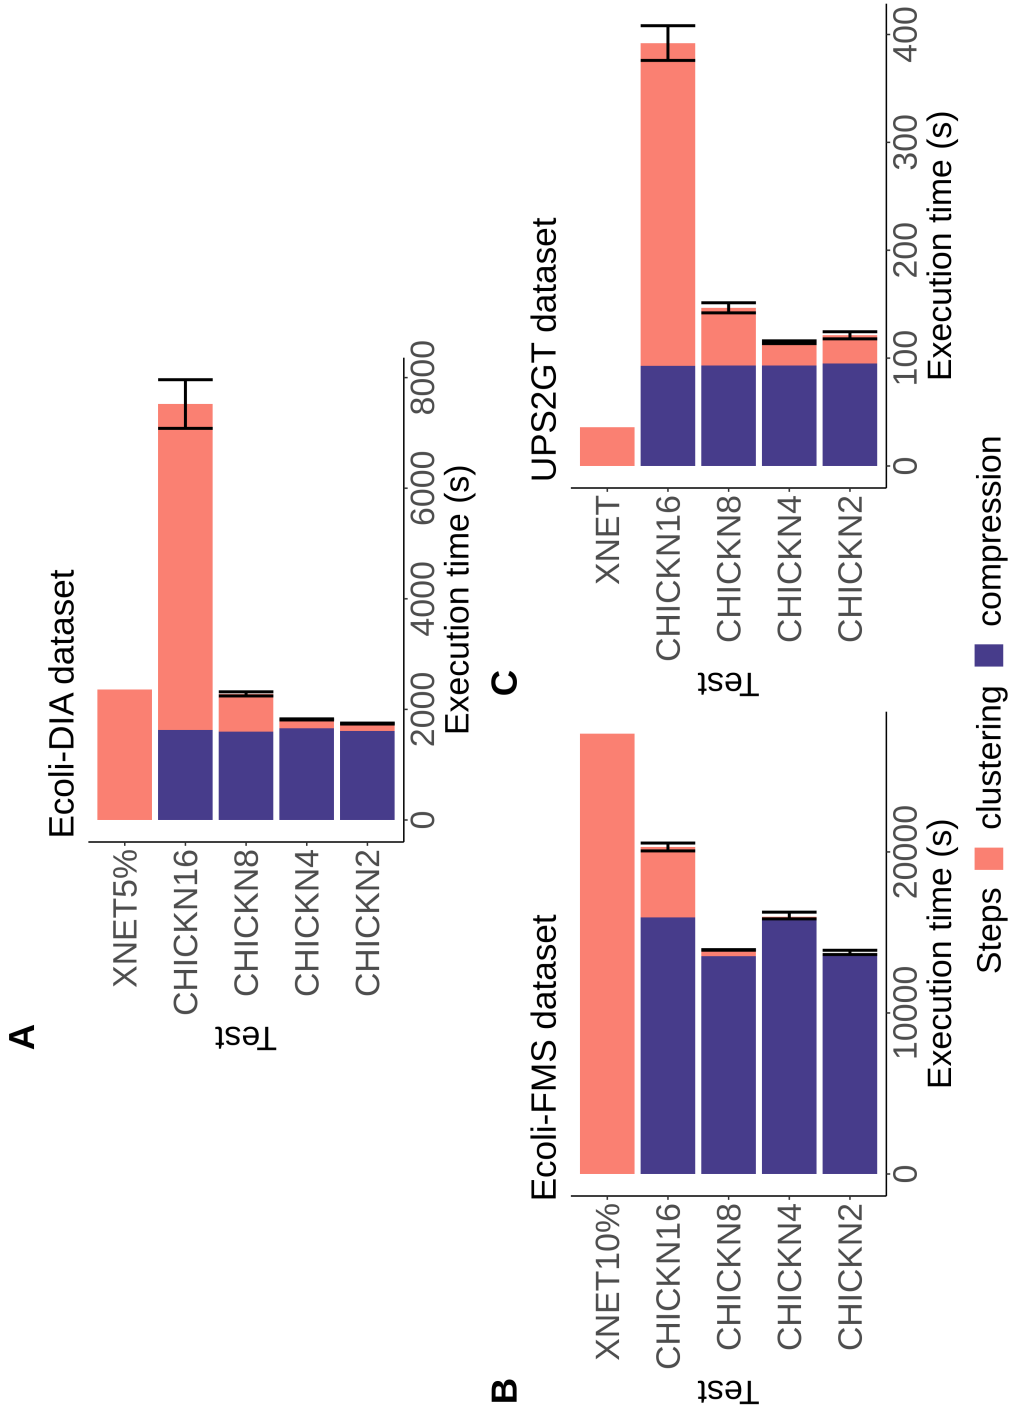 A
Ecoli-DIA dataset
Test
XNET5%
CHICKN16
CHICKN8
CHICKN4
CHICKN2
0 2000 4000 6000 8000
Execution time (s)
B
Ecoli-FMS dataset
Test
XNET10%
CHICKN16
CHICKN8
CHICKN4
CHICKN2
0 10000 20000
Execution time (s)
C
UPS2GT dataset
Test
XNET
CHICKN16
CHICKN8
CHICKN4
CHICKN2
0 100 200 300 400
Execution time (s)
Steps clustering compression